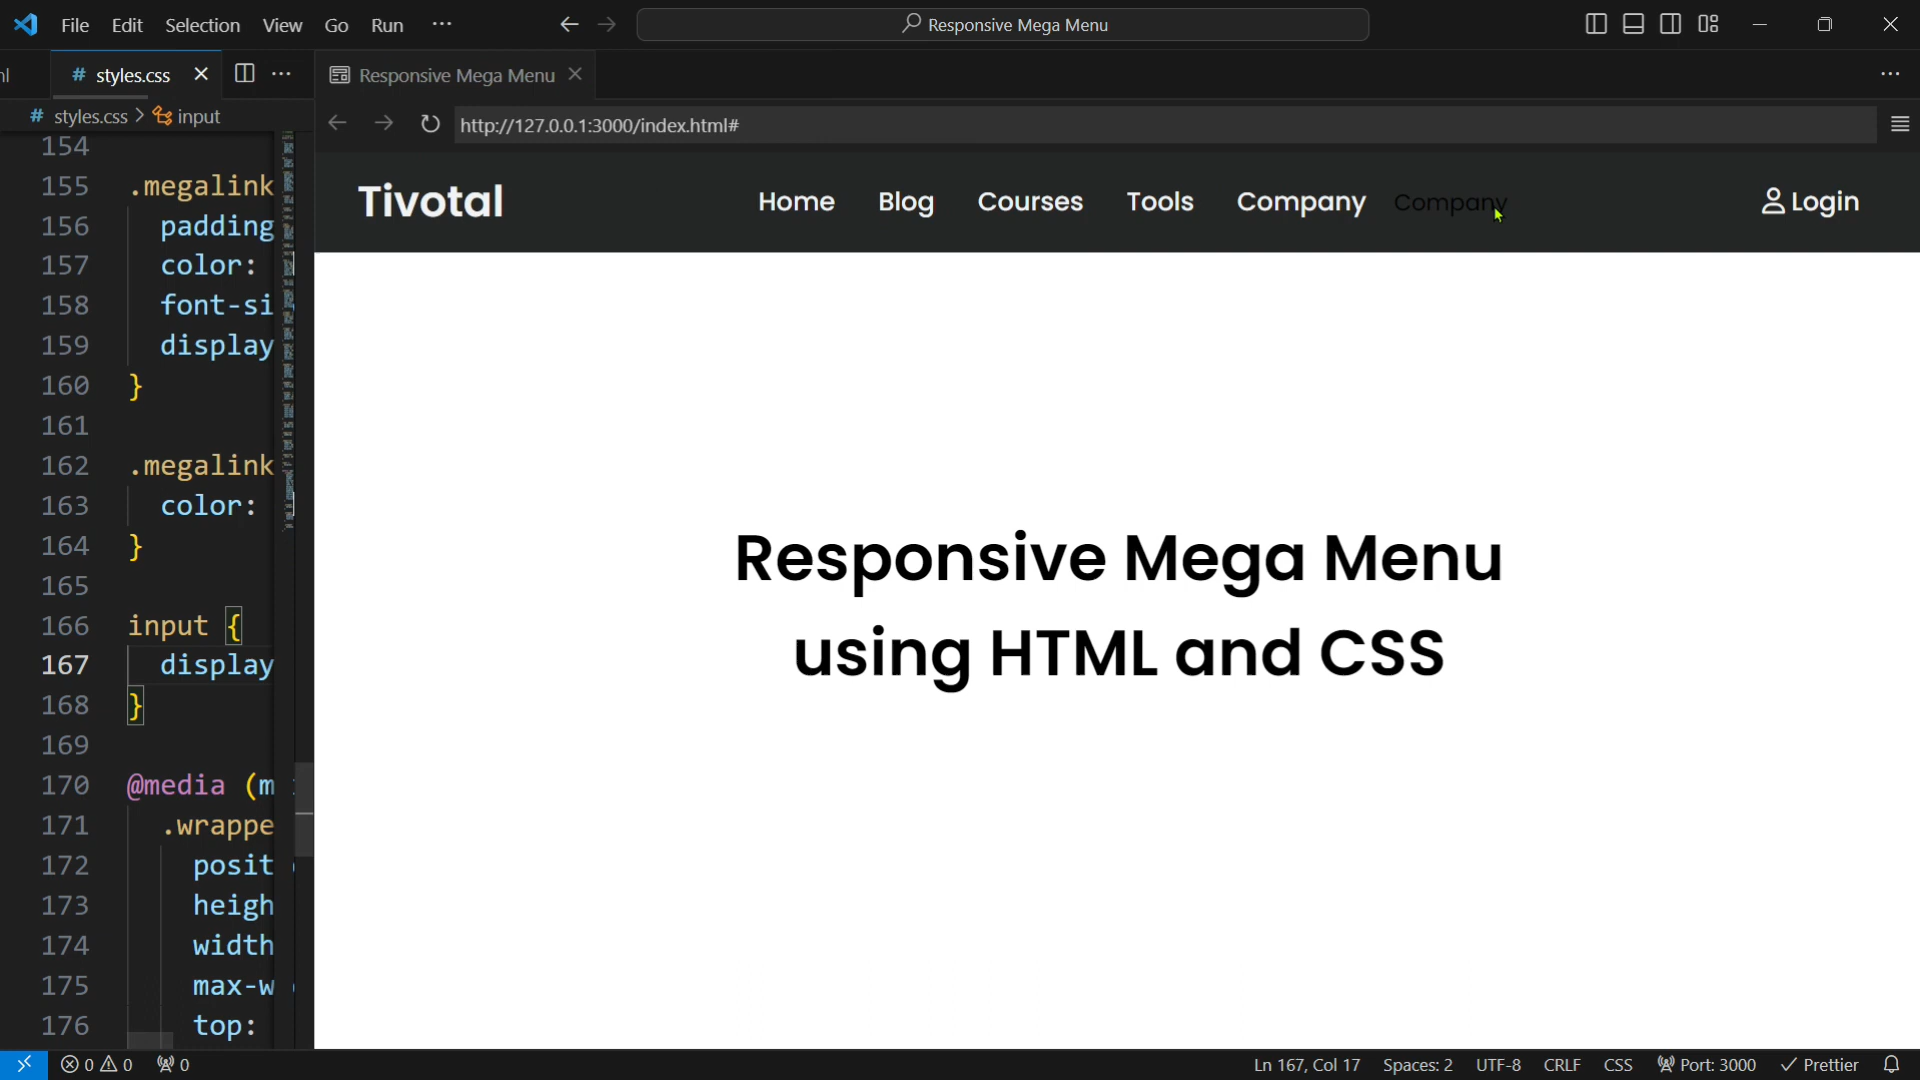 File Edit Selection View Go Run ··· Responsive Mega Menu
# styles.css Responsive Mega Menu
# styles.css > input
http://127.0.0.1:3000/index.html#
154
155 .megalink
156 padding
157 color:
158 font-si
159 display
160 }
161
162 .megalink
163 color:
164 }
165
166 input {
167 display
168 }
169
170 @media (m
171 .wrappe
172 posit
173 heigh
174 width
175 max-w
176 top:
Tivotal Home Blog Courses Tools Company Company Login
Responsive Mega Menu
using HTML and CSS
0 0 0 Ln 167, Col 17 Spaces: 2 UTF-8 CRLF CSS Port: 3000 Prettier